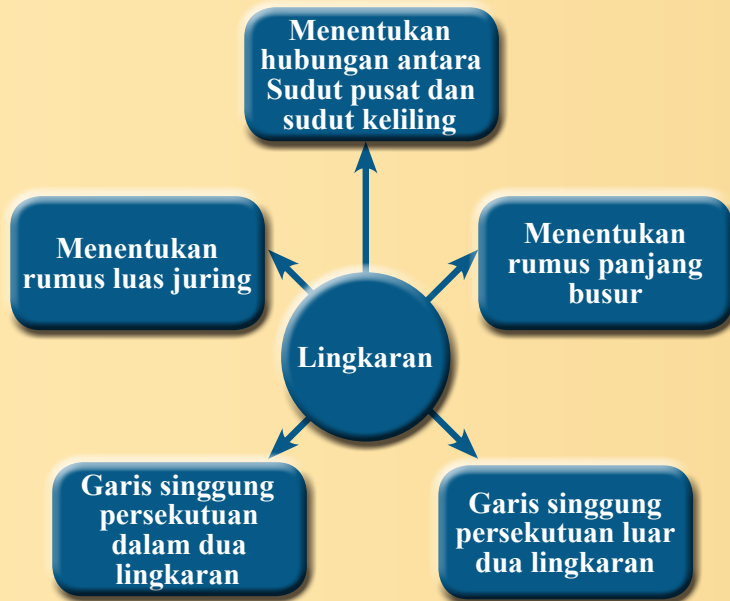 Menentukan
hubungan antara
Sudut pusat dan
sudut keliling
Menentukan
rumus luas juring
Menentukan
rumus panjang
busur
Lingkaran
Garis singgung
persekutuan
dalam dua
lingkaran
Garis singgung
persekutuan luar
dua lingkaran